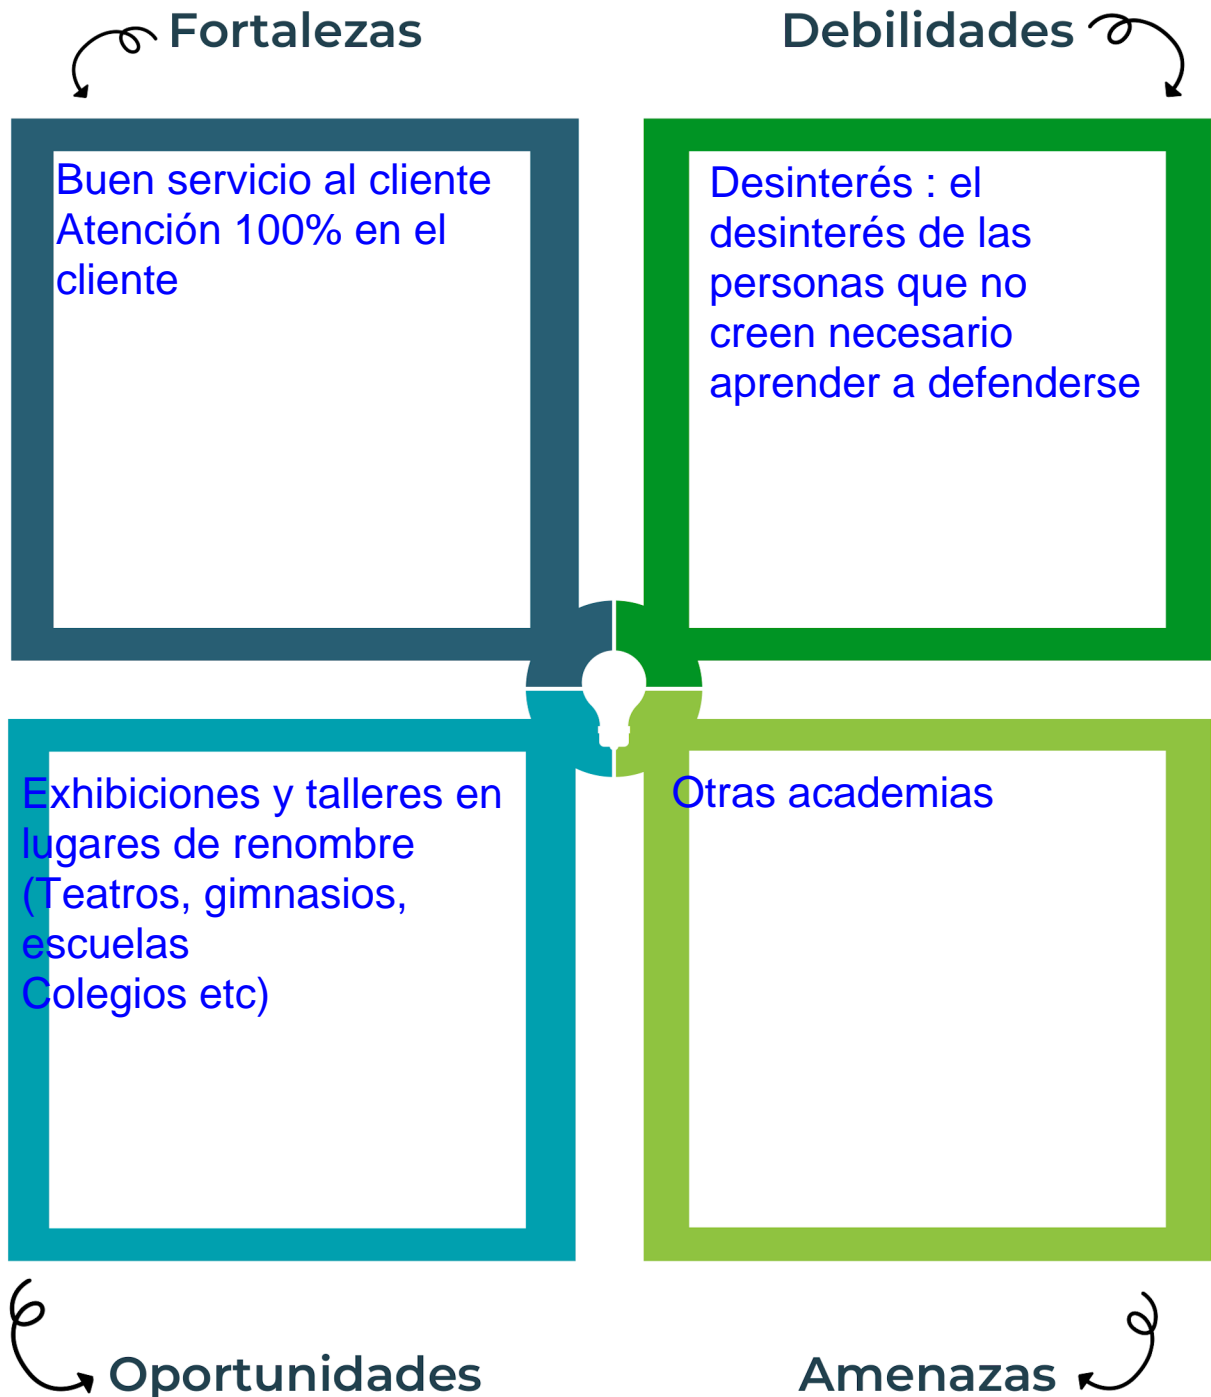 Fortalezas
Buen servicio al cliente
Atención 100% en el
cliente
Debilidades
Desinterés : el
desinterés de las
personas que no
creen necesario
aprender a defenderse
Exhibiciones y talleres en
lugares de renombre
(Teatros, gimnasios,
escuelas
Colegios etc)
Oportunidades
Otras academias
Amenazas